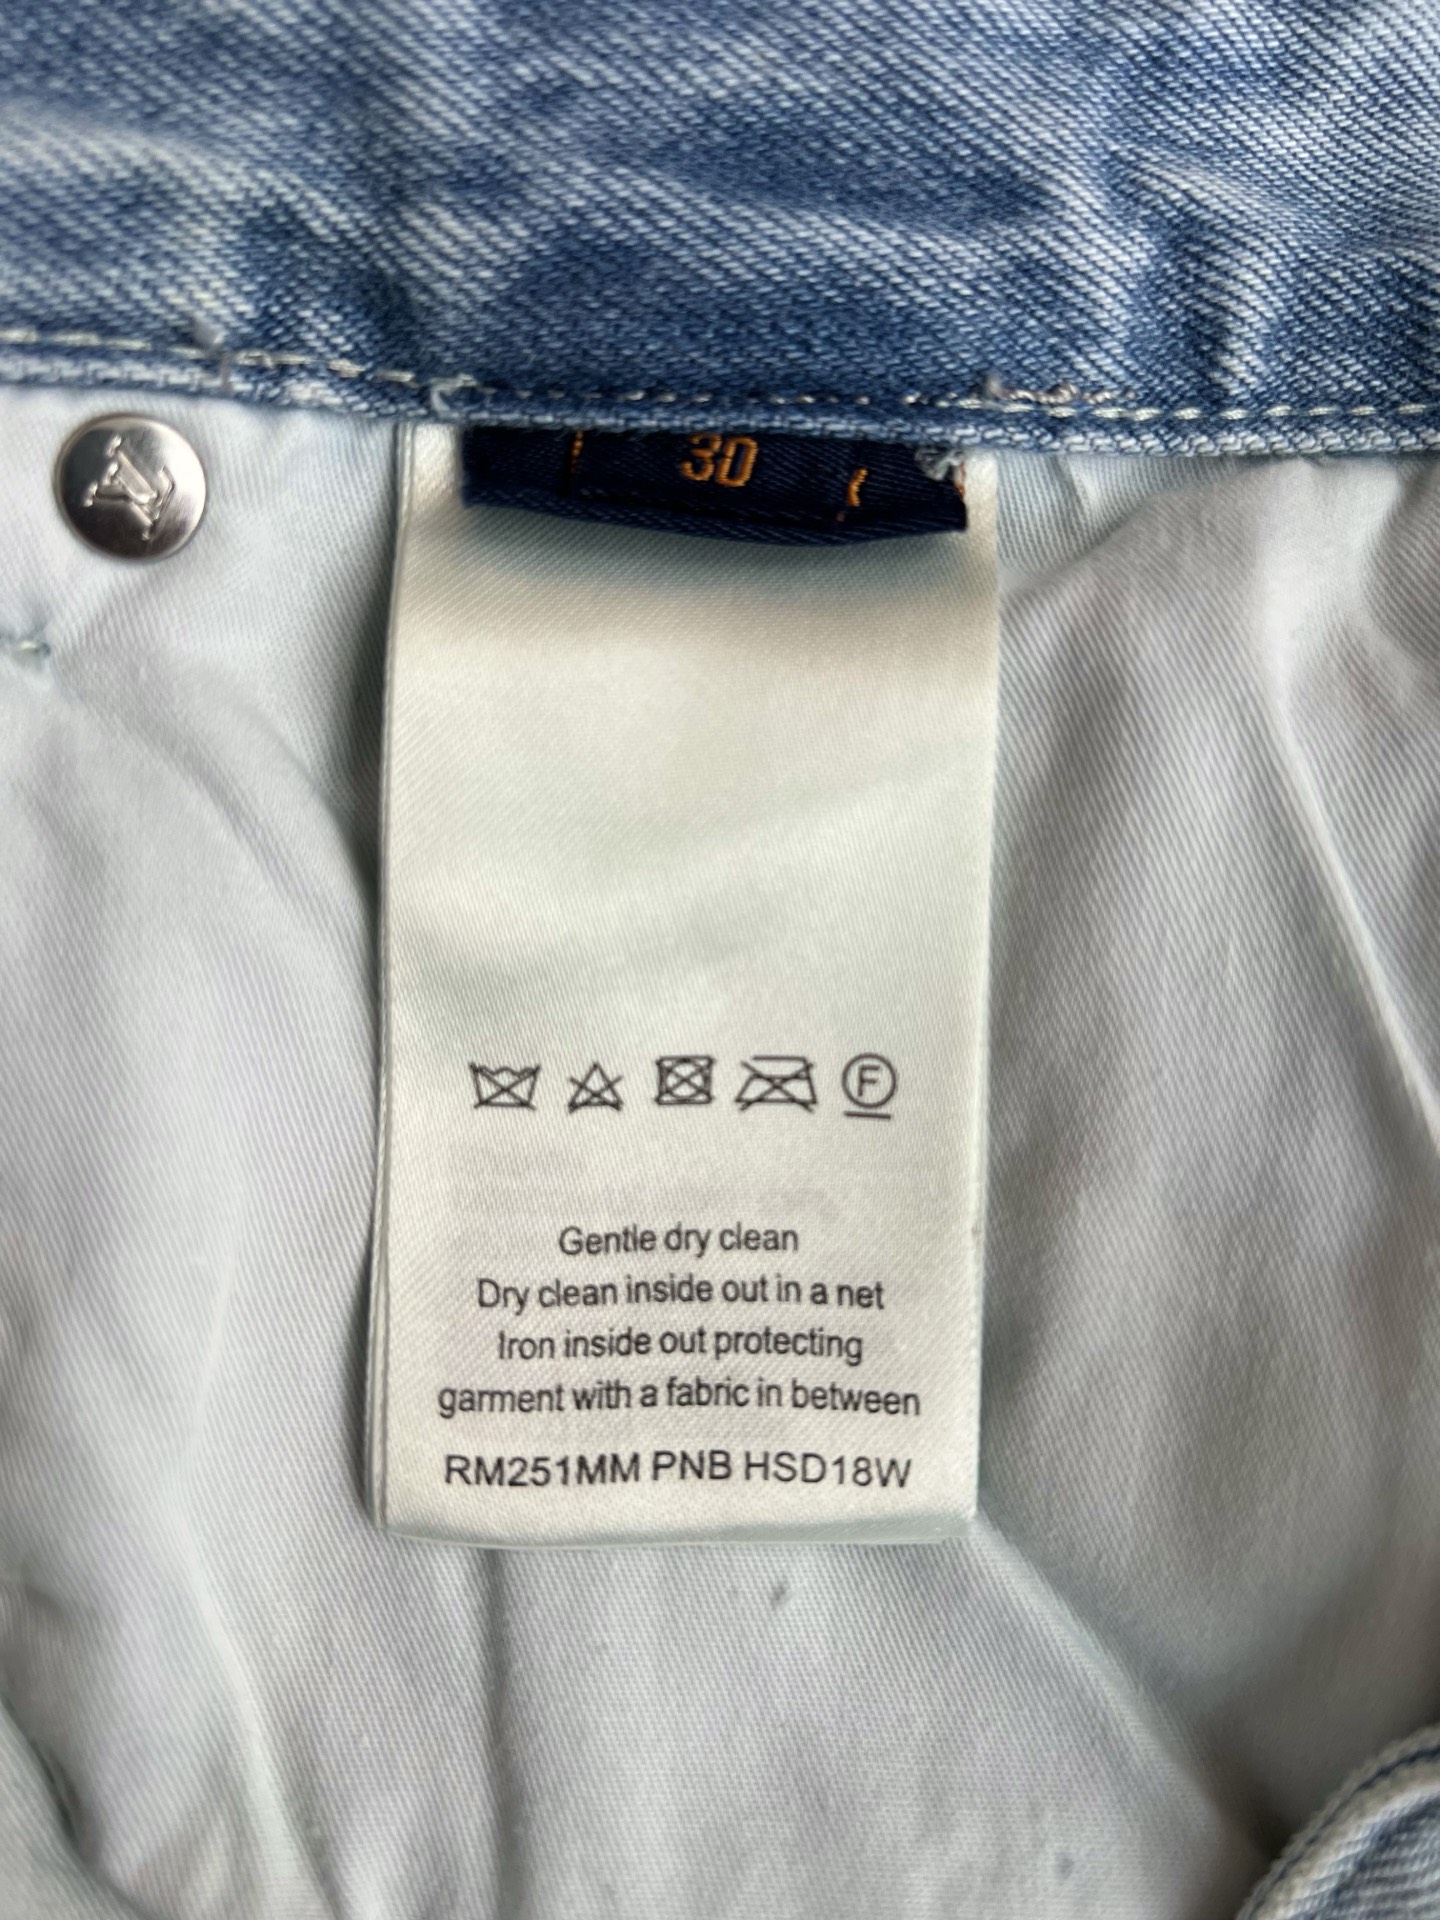 LV
30
F
Gentle dry clean
Dry clean inside out in a net
Iron inside out protecting
garment with a fabric in between
RM251MM PNB HSD18W